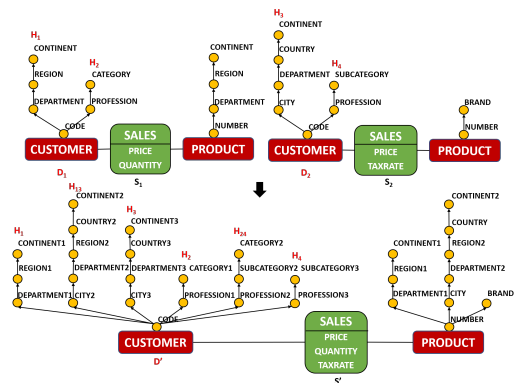 H3
CONTINENT
H1
CONTINENT
H2
CONTINENT
COUNTRY
REGION
CATEGORY
REGION
DEPARTMENT
H4
SUBCATEGORY
DEPARTMENT
PROFESSION
DEPARTMENT
CITY
PROFESSION
BRAND
CODE
NUMBER
CODE
NUMBER
CUSTOMER
SALES
PRICE
QUANTITY
PRODUCT
CUSTOMER
SALES
PRICE
TAXRATE
PRODUCT
D1
S1
D2
S2
H13
CONTINENT2
CONTINENT2
H3
H1
COUNTRY2
CONTINENT3
H24
COUNTRY
CONTINENT1
REGION2
COUNTRY3
H2
CATEGORY2
H4
CONTINENT1
REGION2
REGION1
DEPARTMENT2
DEPARTMENT3
CATEGORY1
SUBCATEGORY2
SUBCATEGORY3
REGION1
DEPARTMENT2
DEPARTMENT1
CITY2
CITY3
PROFESSION1
PROFESSION2
PROFESSION3
DEPARTMENT1
CITY
BRAND
CODE
NUMBER
CUSTOMER
SALES
PRICE
QUANTITY
TAXRATE
PRODUCT
D'
S'